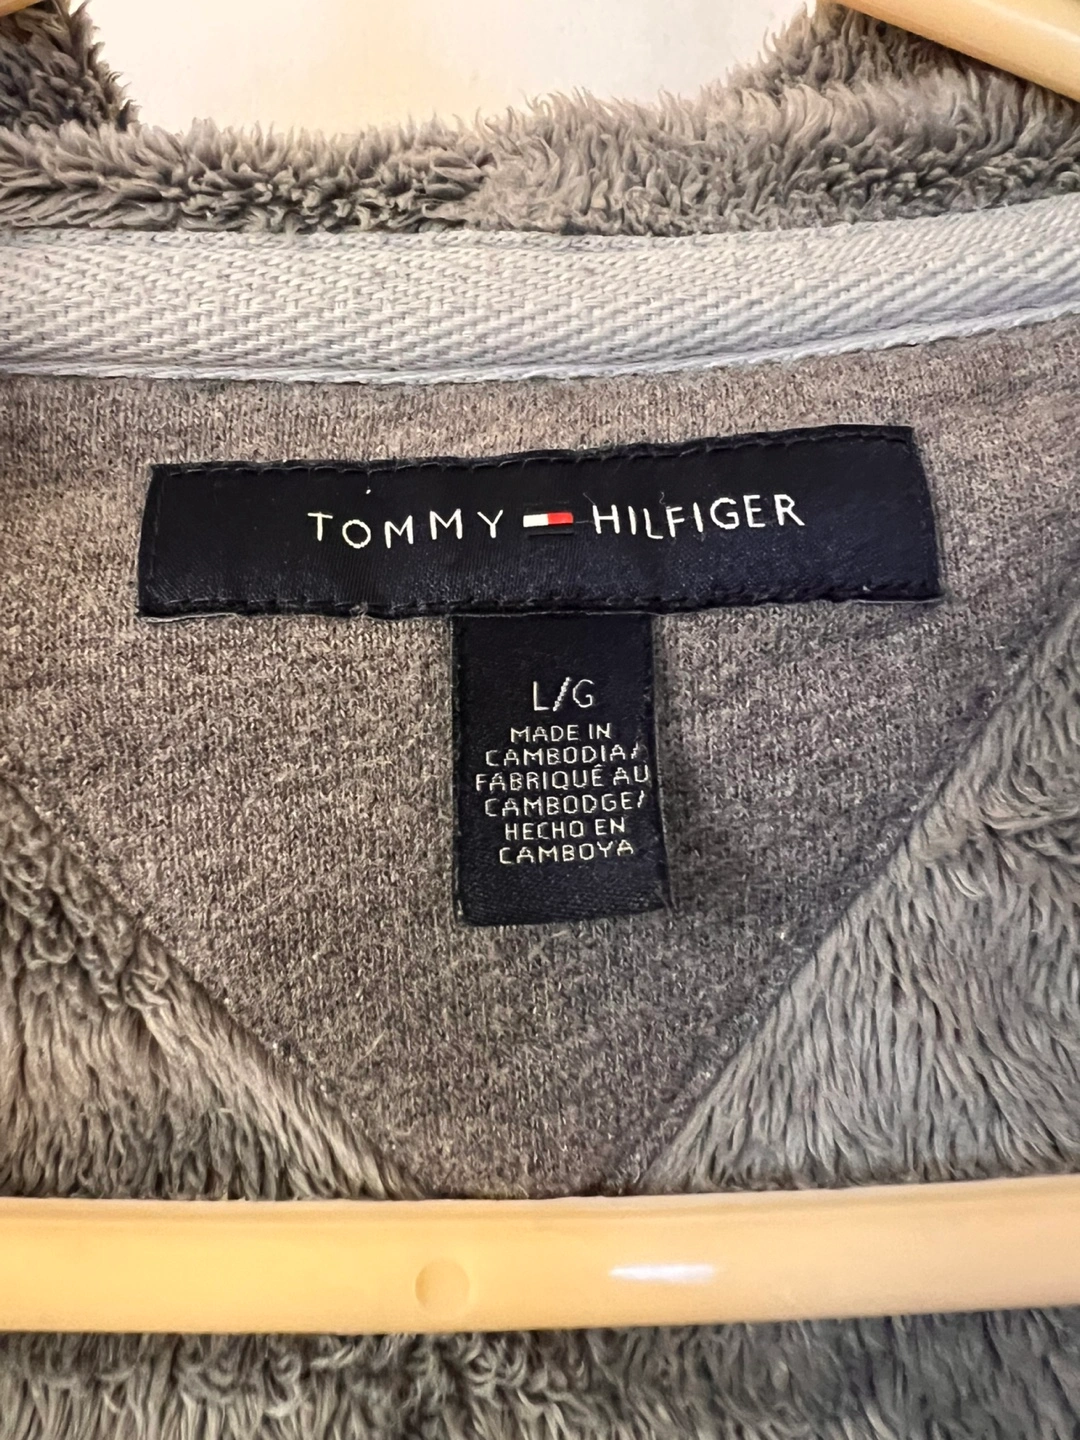 TOMMY HILFIGER
L/G
MADE IN
CAMBODIA/
FABRIQUÉ AU
CAMBODGE/
HECHO EN
CAMBOYA